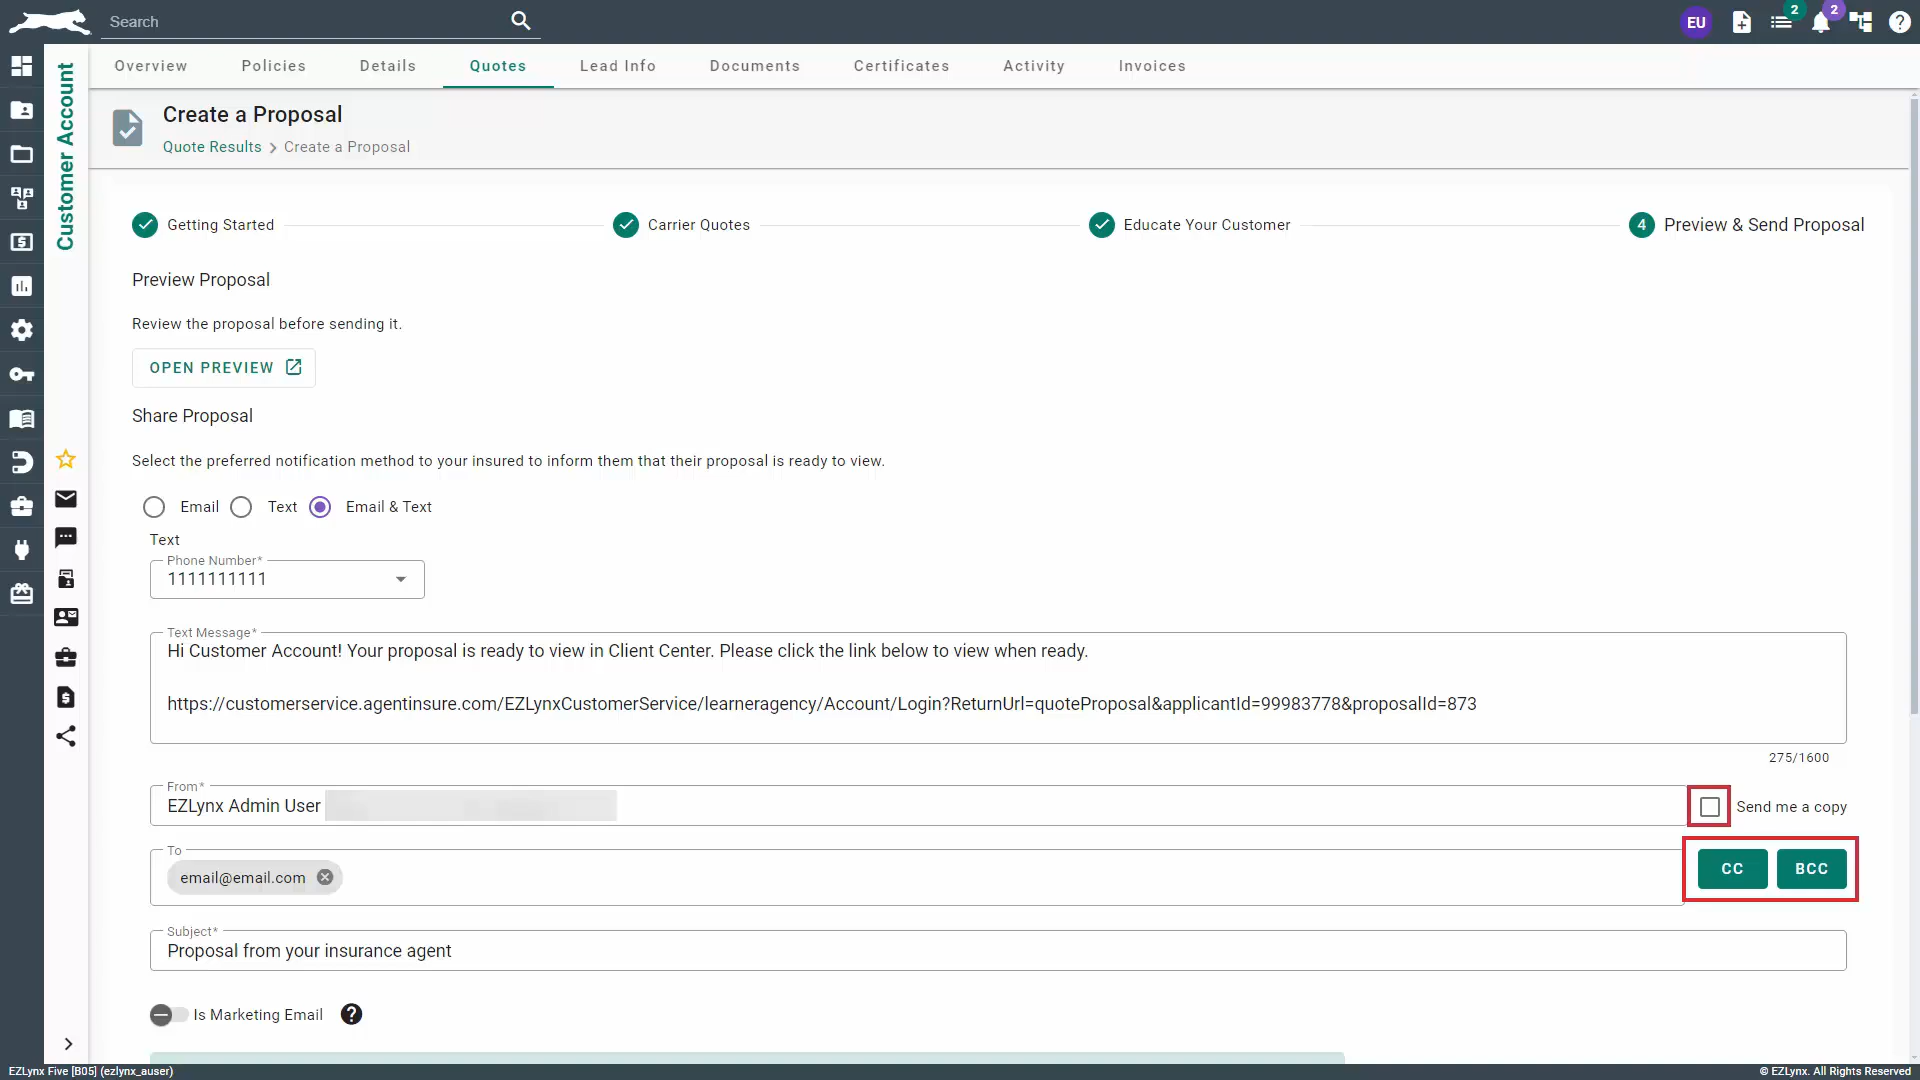 Search
EU
2
2
Customer Account
Overview
Policies
Details
Quotes
Lead Info
Documents
Certificates
Activity
Invoices
Create a Proposal
Quote Results > Create a Proposal
Getting Started
Carrier Quotes
Educate Your Customer
4 Preview & Send Proposal
Preview Proposal
Review the proposal before sending it.
OPEN PREVIEW
Share Proposal
Select the preferred notification method to your insured to inform them that their proposal is ready to view.
Email
Text
Email & Text
Text
Phone Number*
1111111111
Text Message*
Hi Customer Account! Your proposal is ready to view in Client Center. Please click the link below to view when ready.
https://customerservice.agentinsure.com/EZLynxCustomerService/learneragency/Account/Login?ReturnUrl=quoteProposal&applicantId=99983778&proposalId=873
275/1600
From*
EZLynx Admin User
Send me a copy
To
email@email.com
CC
BCC
Subject*
Proposal from your insurance agent
Is Marketing Email
EZLynx Five [B05] (ezlynx_auser)
© EZLynx. All Rights Reserved